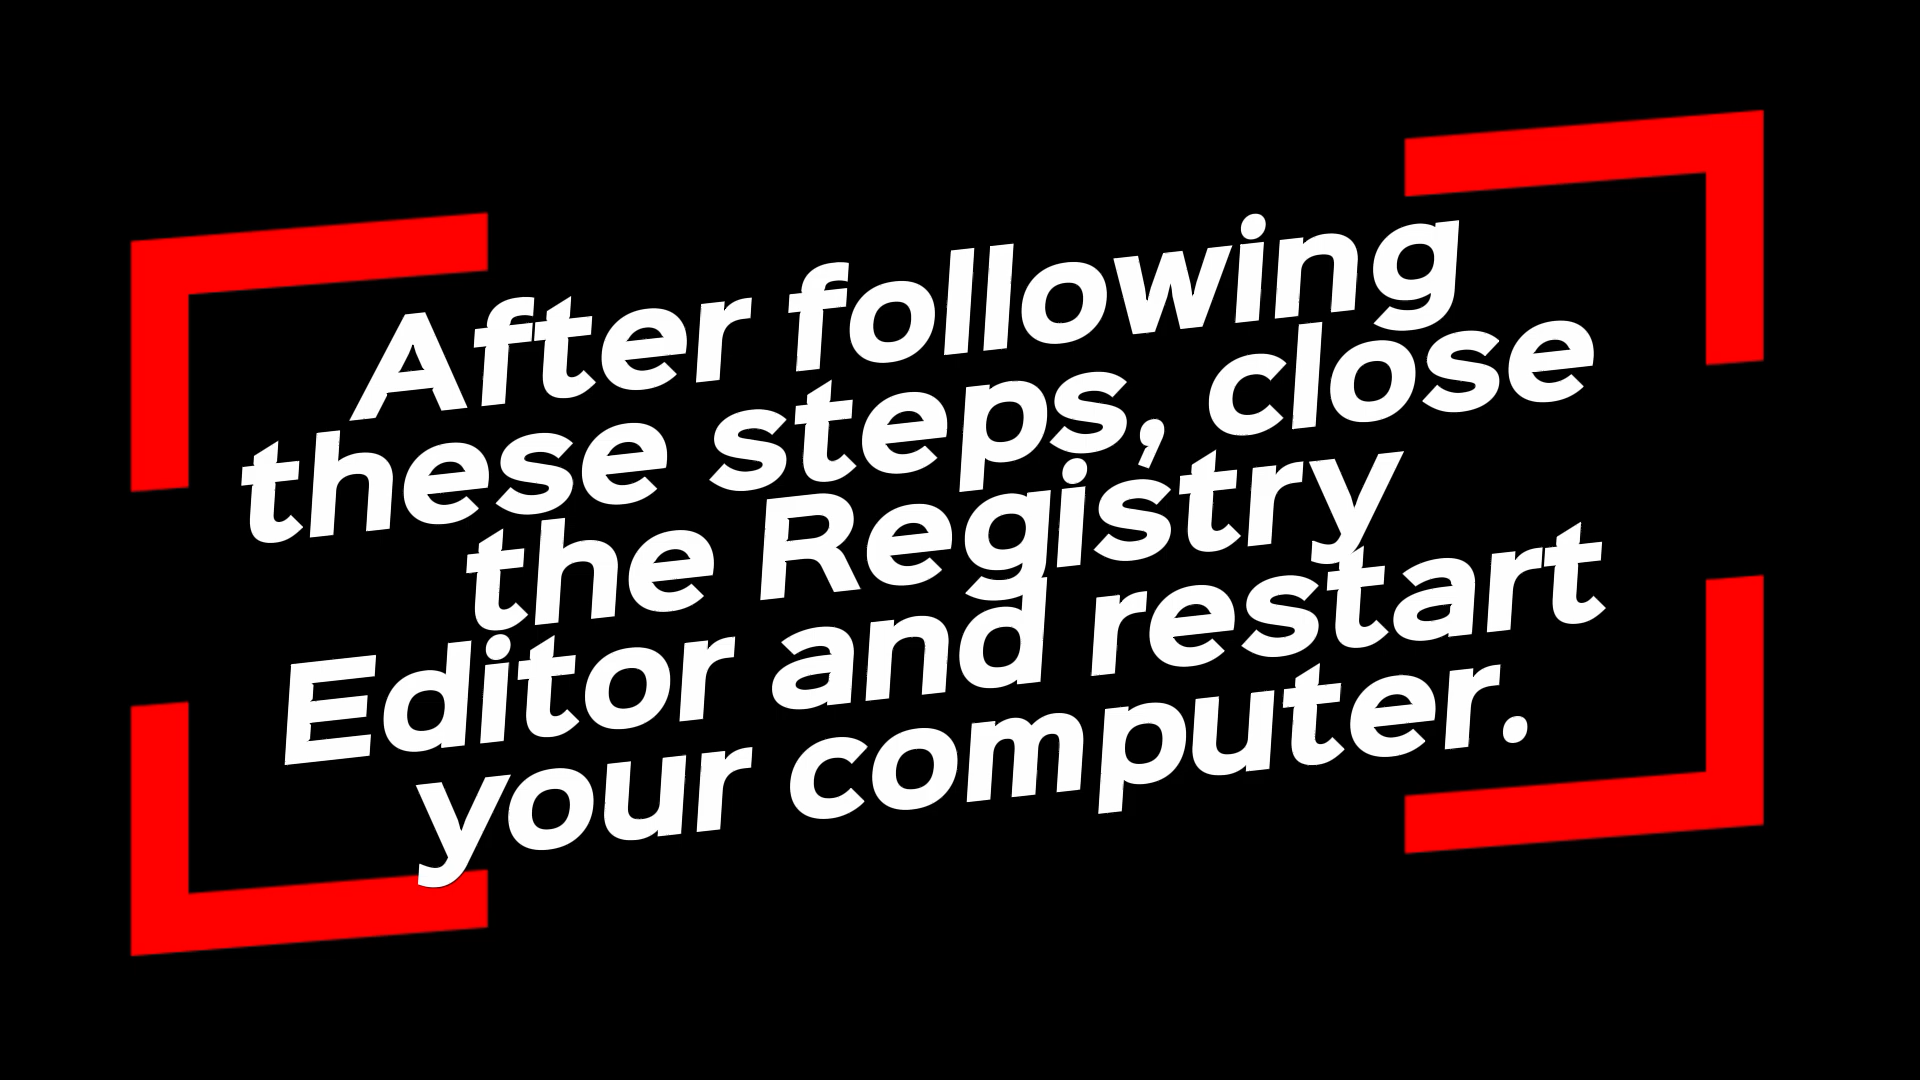 After following
these steps, close
the Registry
Editor and restart
your computer.